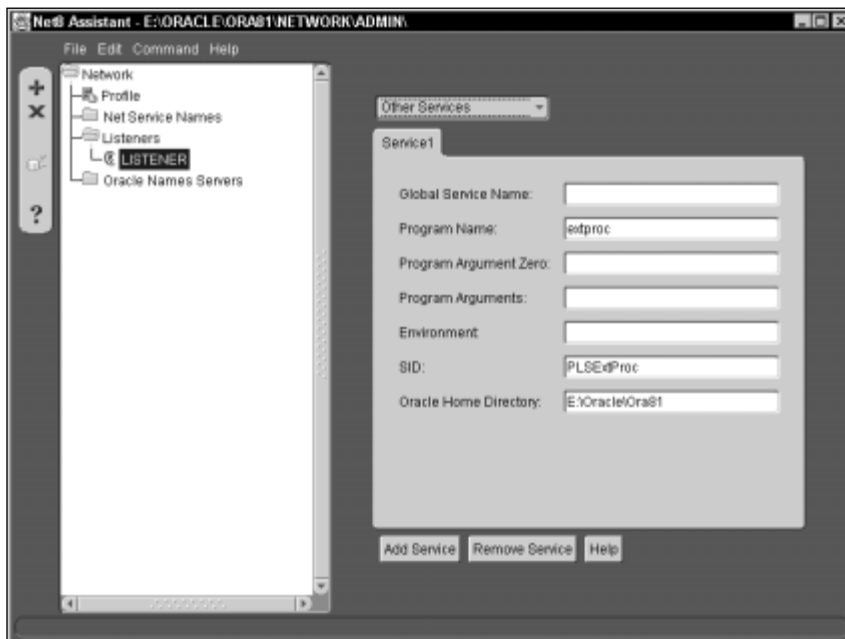 Net8 Assistant - E:\ORACLE\ORA81\NETWORK\ADMIN\
File Edit Command Help
Network
Profile
Net Service Names
Listeners
LISTENER
Oracle Names Servers
?
Other Services
Service1
Global Service Name:
Program Name: extproc
Program Argument Zero:
Program Arguments:
Environment:
SID: PLSExtProc
Oracle Home Directory: E:\Oracle\Ora81
Add Service Remove Service Help